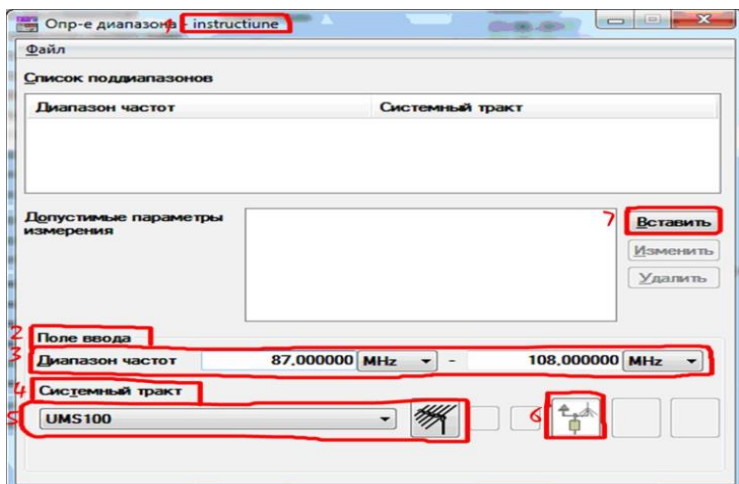 1 Опр-е диапазона - instructiune
Файл
Список поддиапазонов
Диапазон частот Системный тракт
Допустимые параметры
измерения
7 Вставить
Изменить
Удалить
2 Поле ввода
3 Диапазон частот 87,000000 MHz - 108,000000 MHz
4 Системный тракт
5 UMS100 6